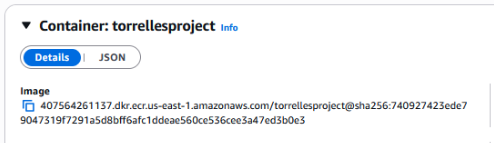 Container: torrellesproject Info
Details | JSON
Image
407564261137.dkr.ecr.us-east-1.amazonaws.com/torrellesproject@sha256:740927423ede7
9047319f7291a5d8bff6afc1ddeae560ce536cee3a47ed3b0e3